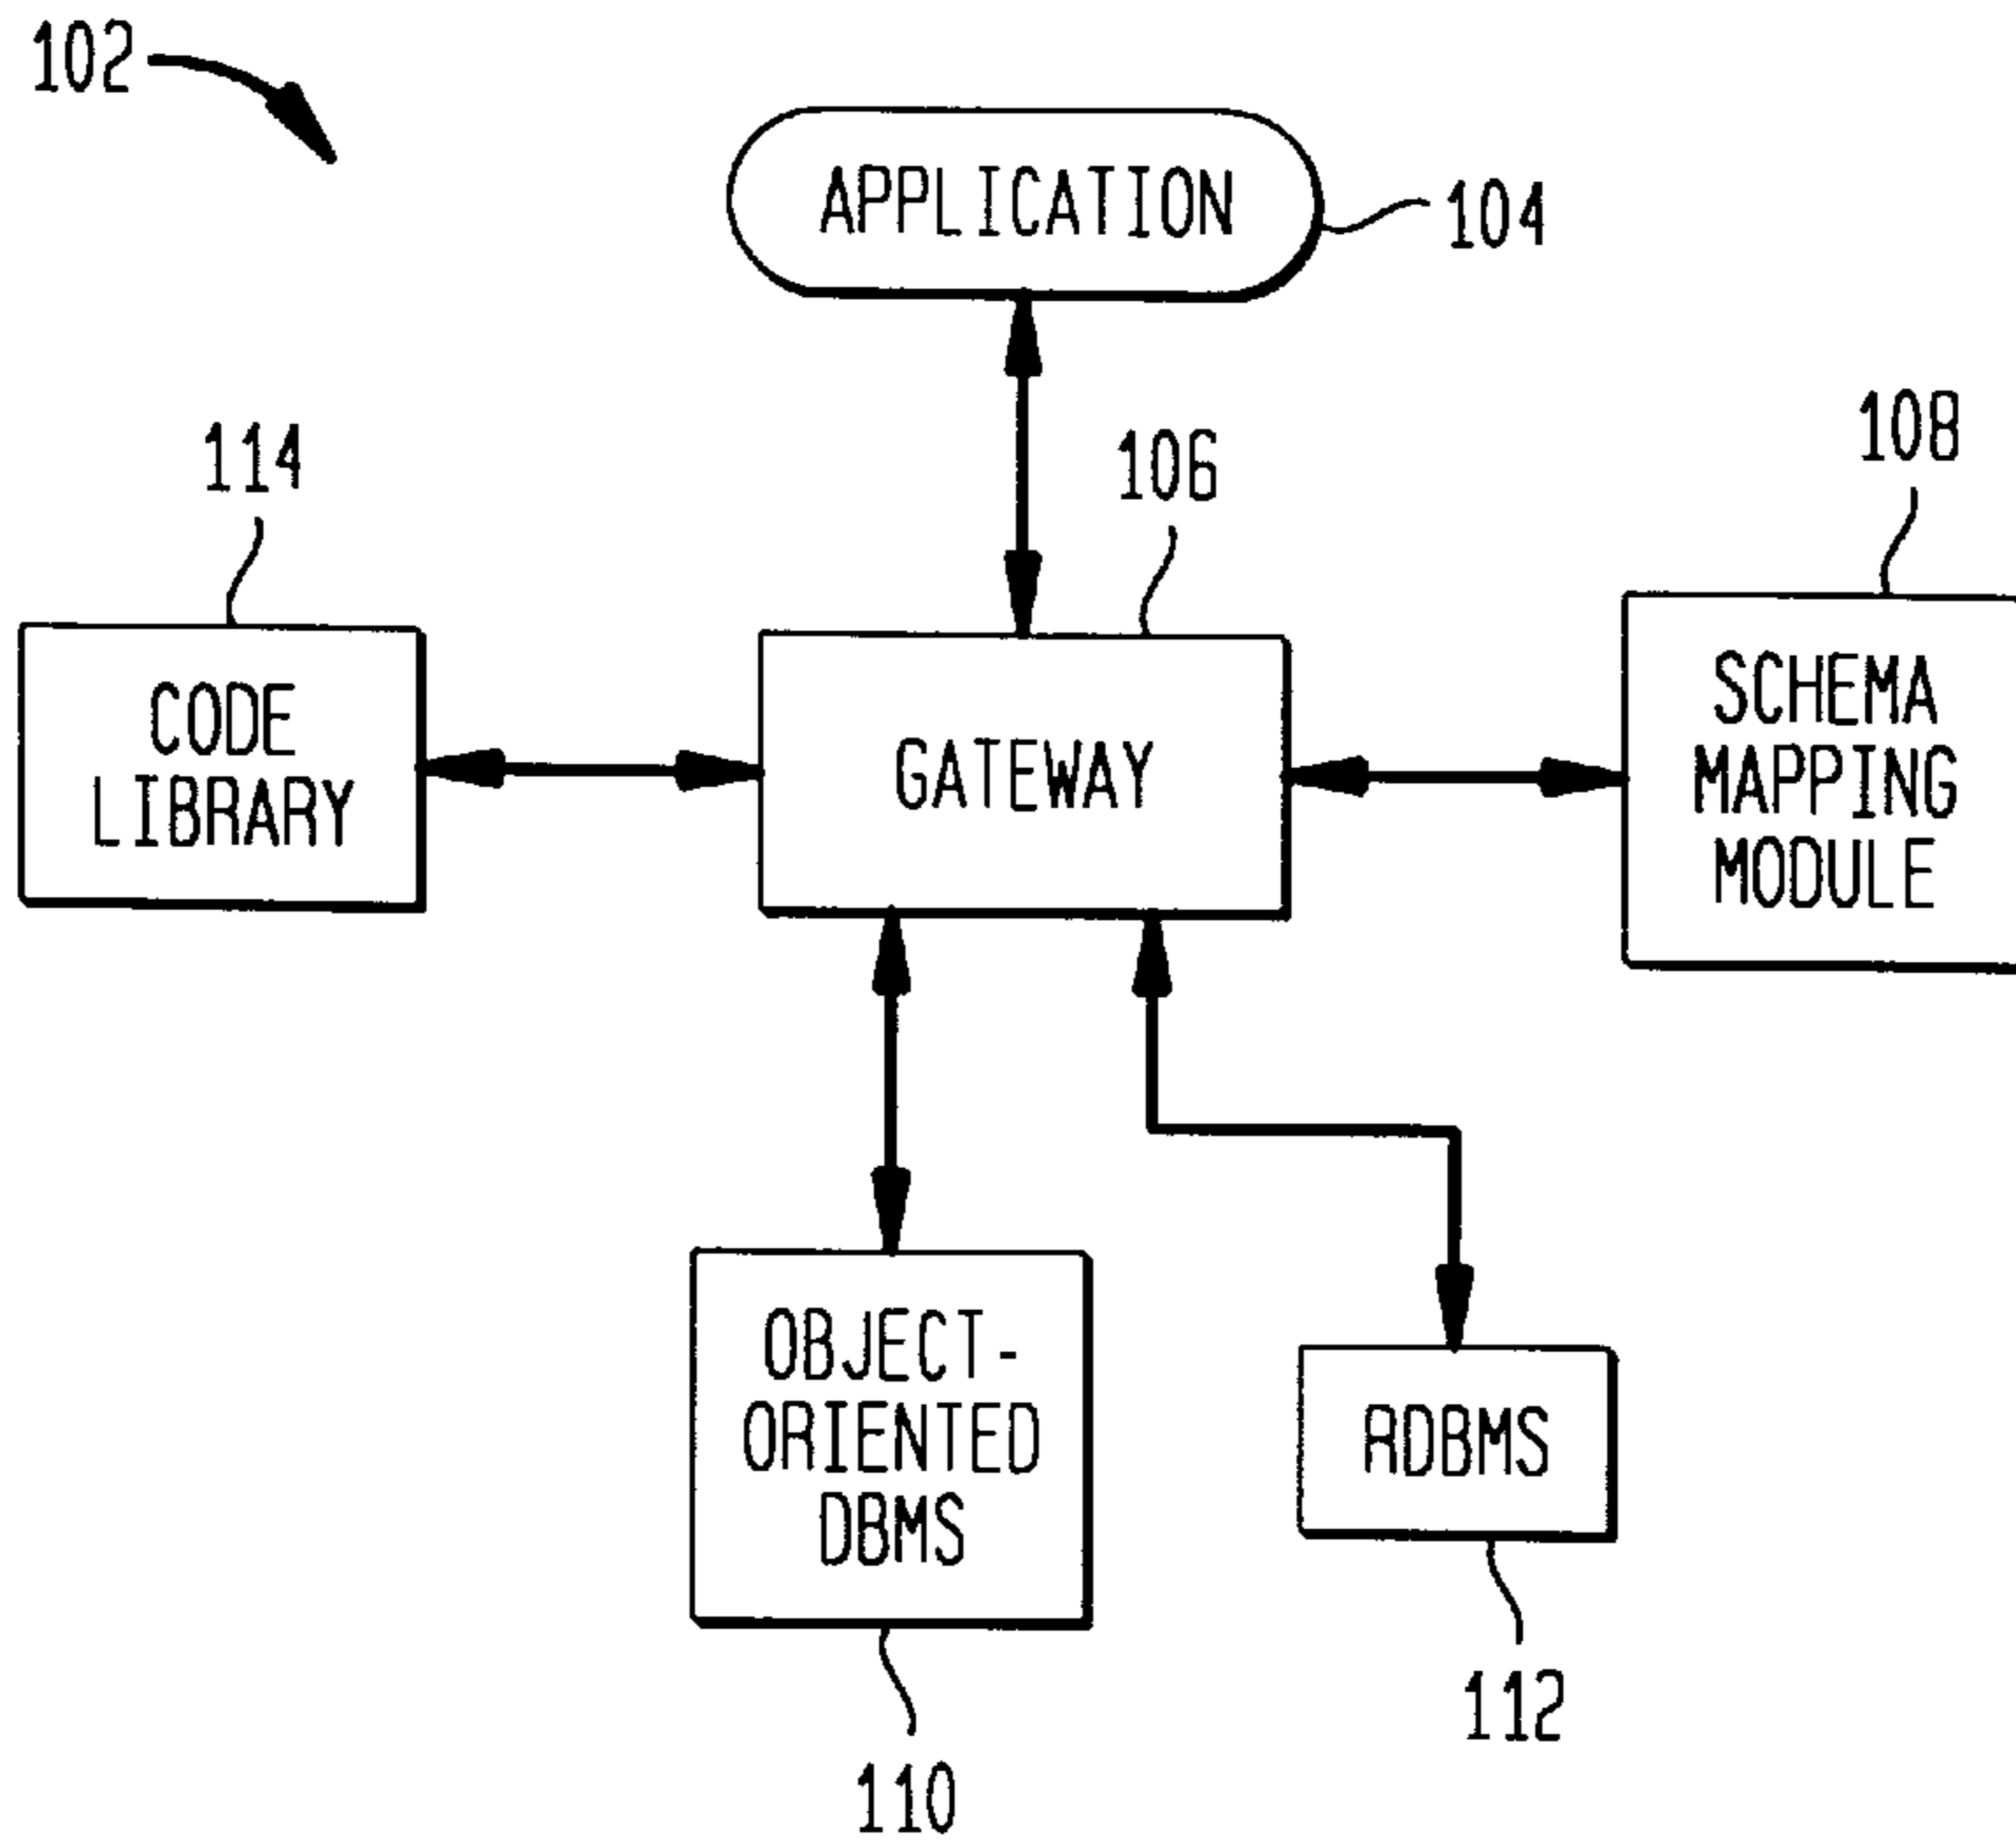 102
APPLICATION
104
114
106
108
CODE
LIBRARY
GATEWAY
SCHEMA
MAPPING
MODULE
OBJECT-
ORIENTED
DBMS
RDBMS
112
110